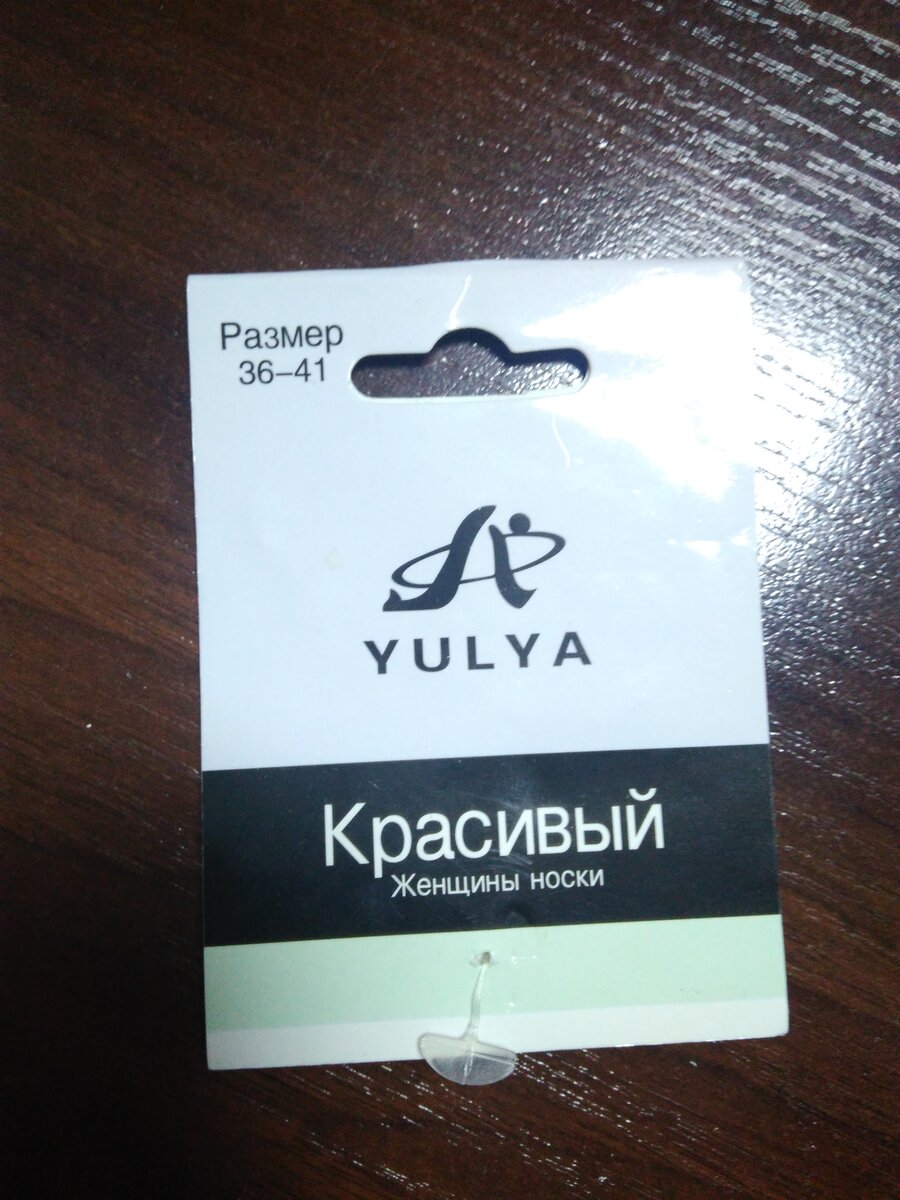 Размер
36–41
YULYA
Красивый
Женщины носки